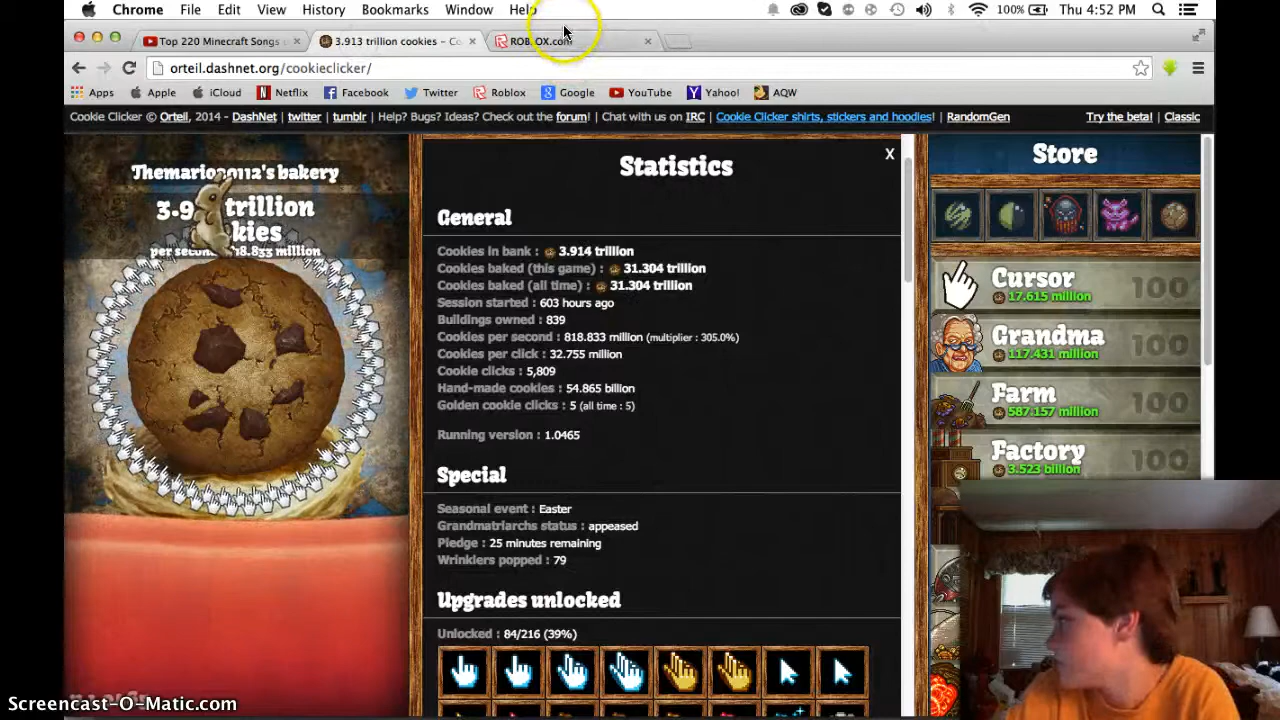 Chrome File Edit View History Bookmarks Window Help 100% Thu 4:52 PM
Top 220 Minecraft Songs 3.913 trillion cookies - Co
orteil.dashnet.org/cookieclicker/
Apps Apple iCloud Netflix Facebook Twitter Roblox Google YouTube Yahoo! AQW
Cookie Clicker © Orteil, 2014 - DashNet | twitter | tumblr | Help? Bugs? Ideas? Check out the forum! | Chat with us on IRC | Cookie Clicker shirts, stickers and hoodies! | RandomGen Try the beta! | Classic
trillion
per second : 818.833 million
Statistics
X
General
Cookies in bank : 3.914 trillion
Cookies baked (this game) : 31.304 trillion
Cookies baked (all time) : 31.304 trillion
Session started : 603 hours ago
Buildings owned : 839
Cookies per second : 818.833 million (multiplier : 305.0%)
Cookies per click : 32.755 million
Cookie clicks : 5,809
Hand-made cookies : 54.865 billion
Golden cookie clicks : 5 (all time : 5)
Running version : 1.0465
Special
Seasonal event : Easter
Grandmatriarchs status : appeased
Pledge : 25 minutes remaining
Wrinklers popped : 79
Upgrades unlocked
Unlocked : 84/216 (39%)
Store
Cursor
17.615 million
100
Grandma
117.431 million
100
Farm
587.157 million
100
Factory
3.523 billion
100
Screencast-O-Matic.com